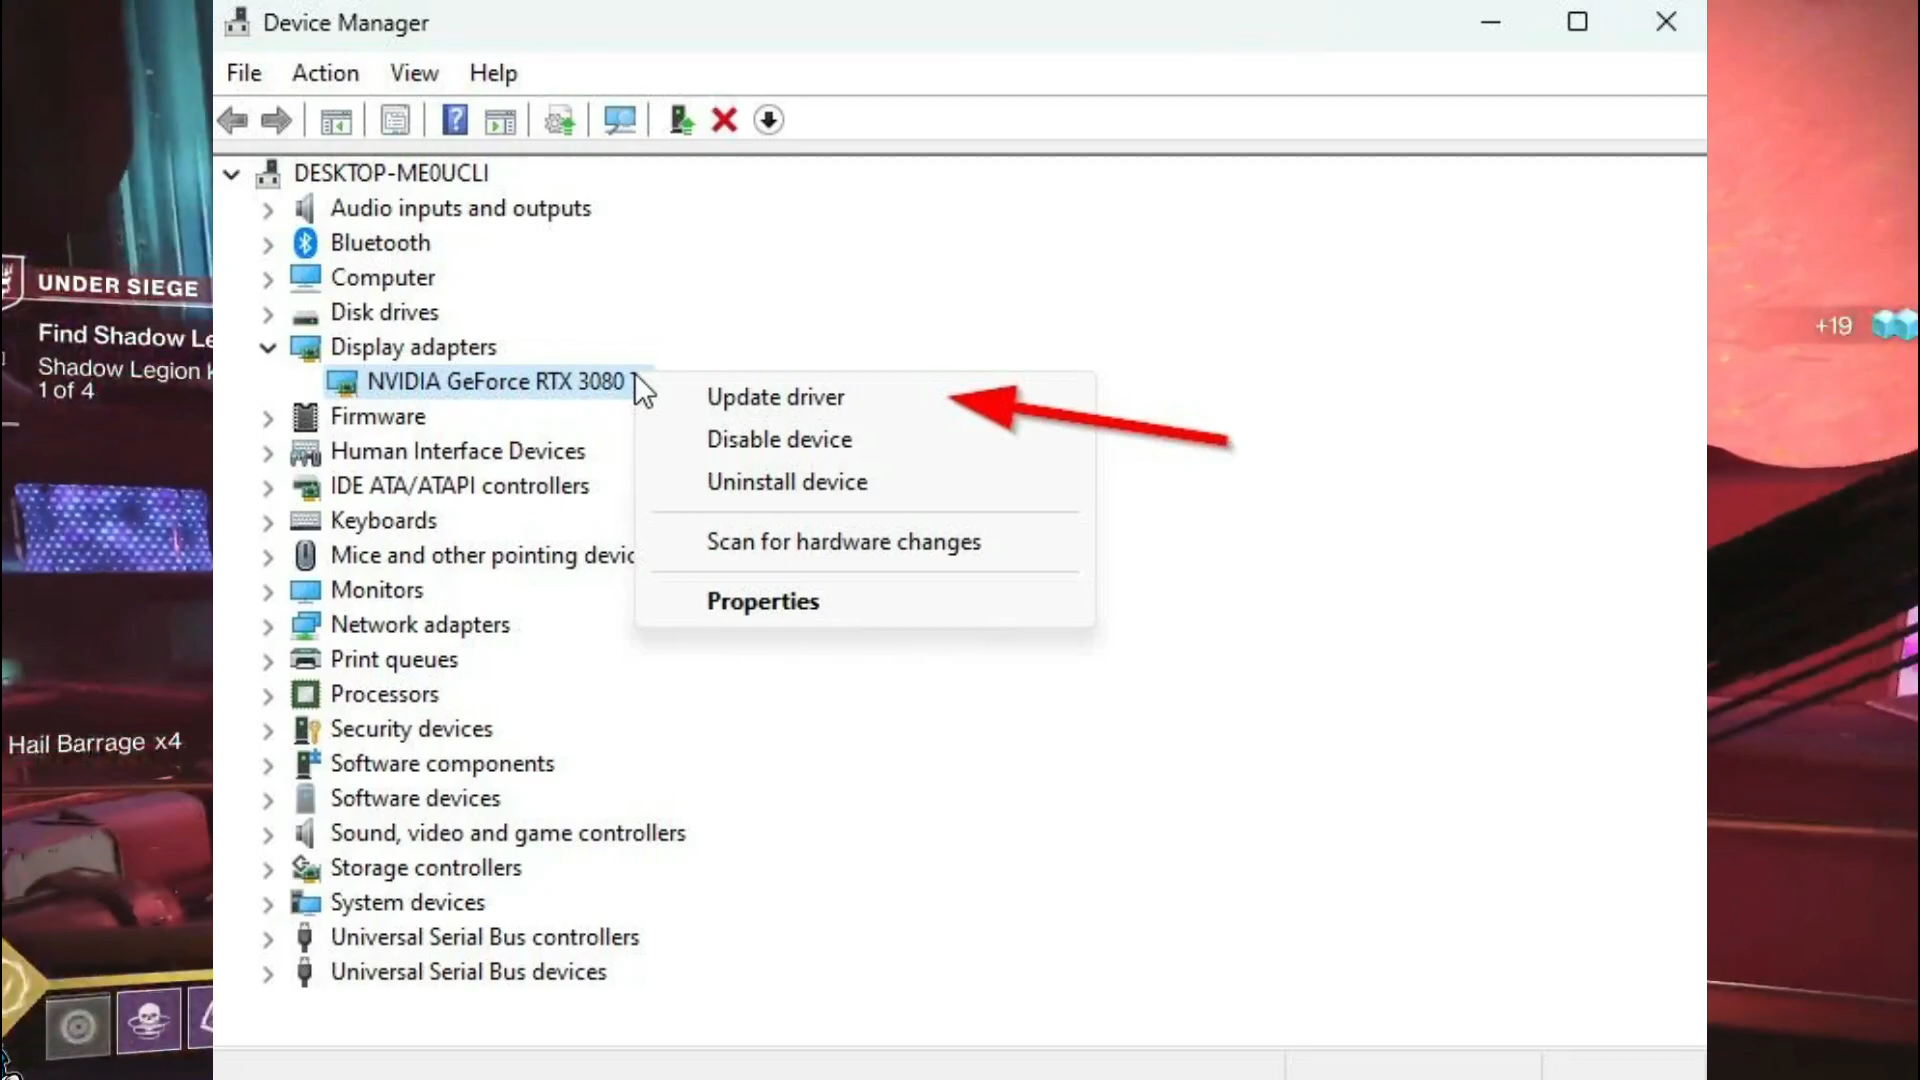 Device Manager
File Action View Help
DESKTOP-ME0UCLI
Audio inputs and outputs
Bluetooth
Computer
Disk drives
Display adapters
NVIDIA GeForce RTX 3080
Firmware
Human Interface Devices
IDE ATA/ATAPI controllers
Keyboards
Mice and other pointing devic
Monitors
Network adapters
Print queues
Processors
Security devices
Software components
Software devices
Sound, video and game controllers
Storage controllers
System devices
Universal Serial Bus controllers
Universal Serial Bus devices
Update driver
Disable device
Uninstall device
Scan for hardware changes
Properties
UNDER SIEGE
Find Shadow Le
Shadow Legion k
1 of 4
Hail Barrage x4
+19